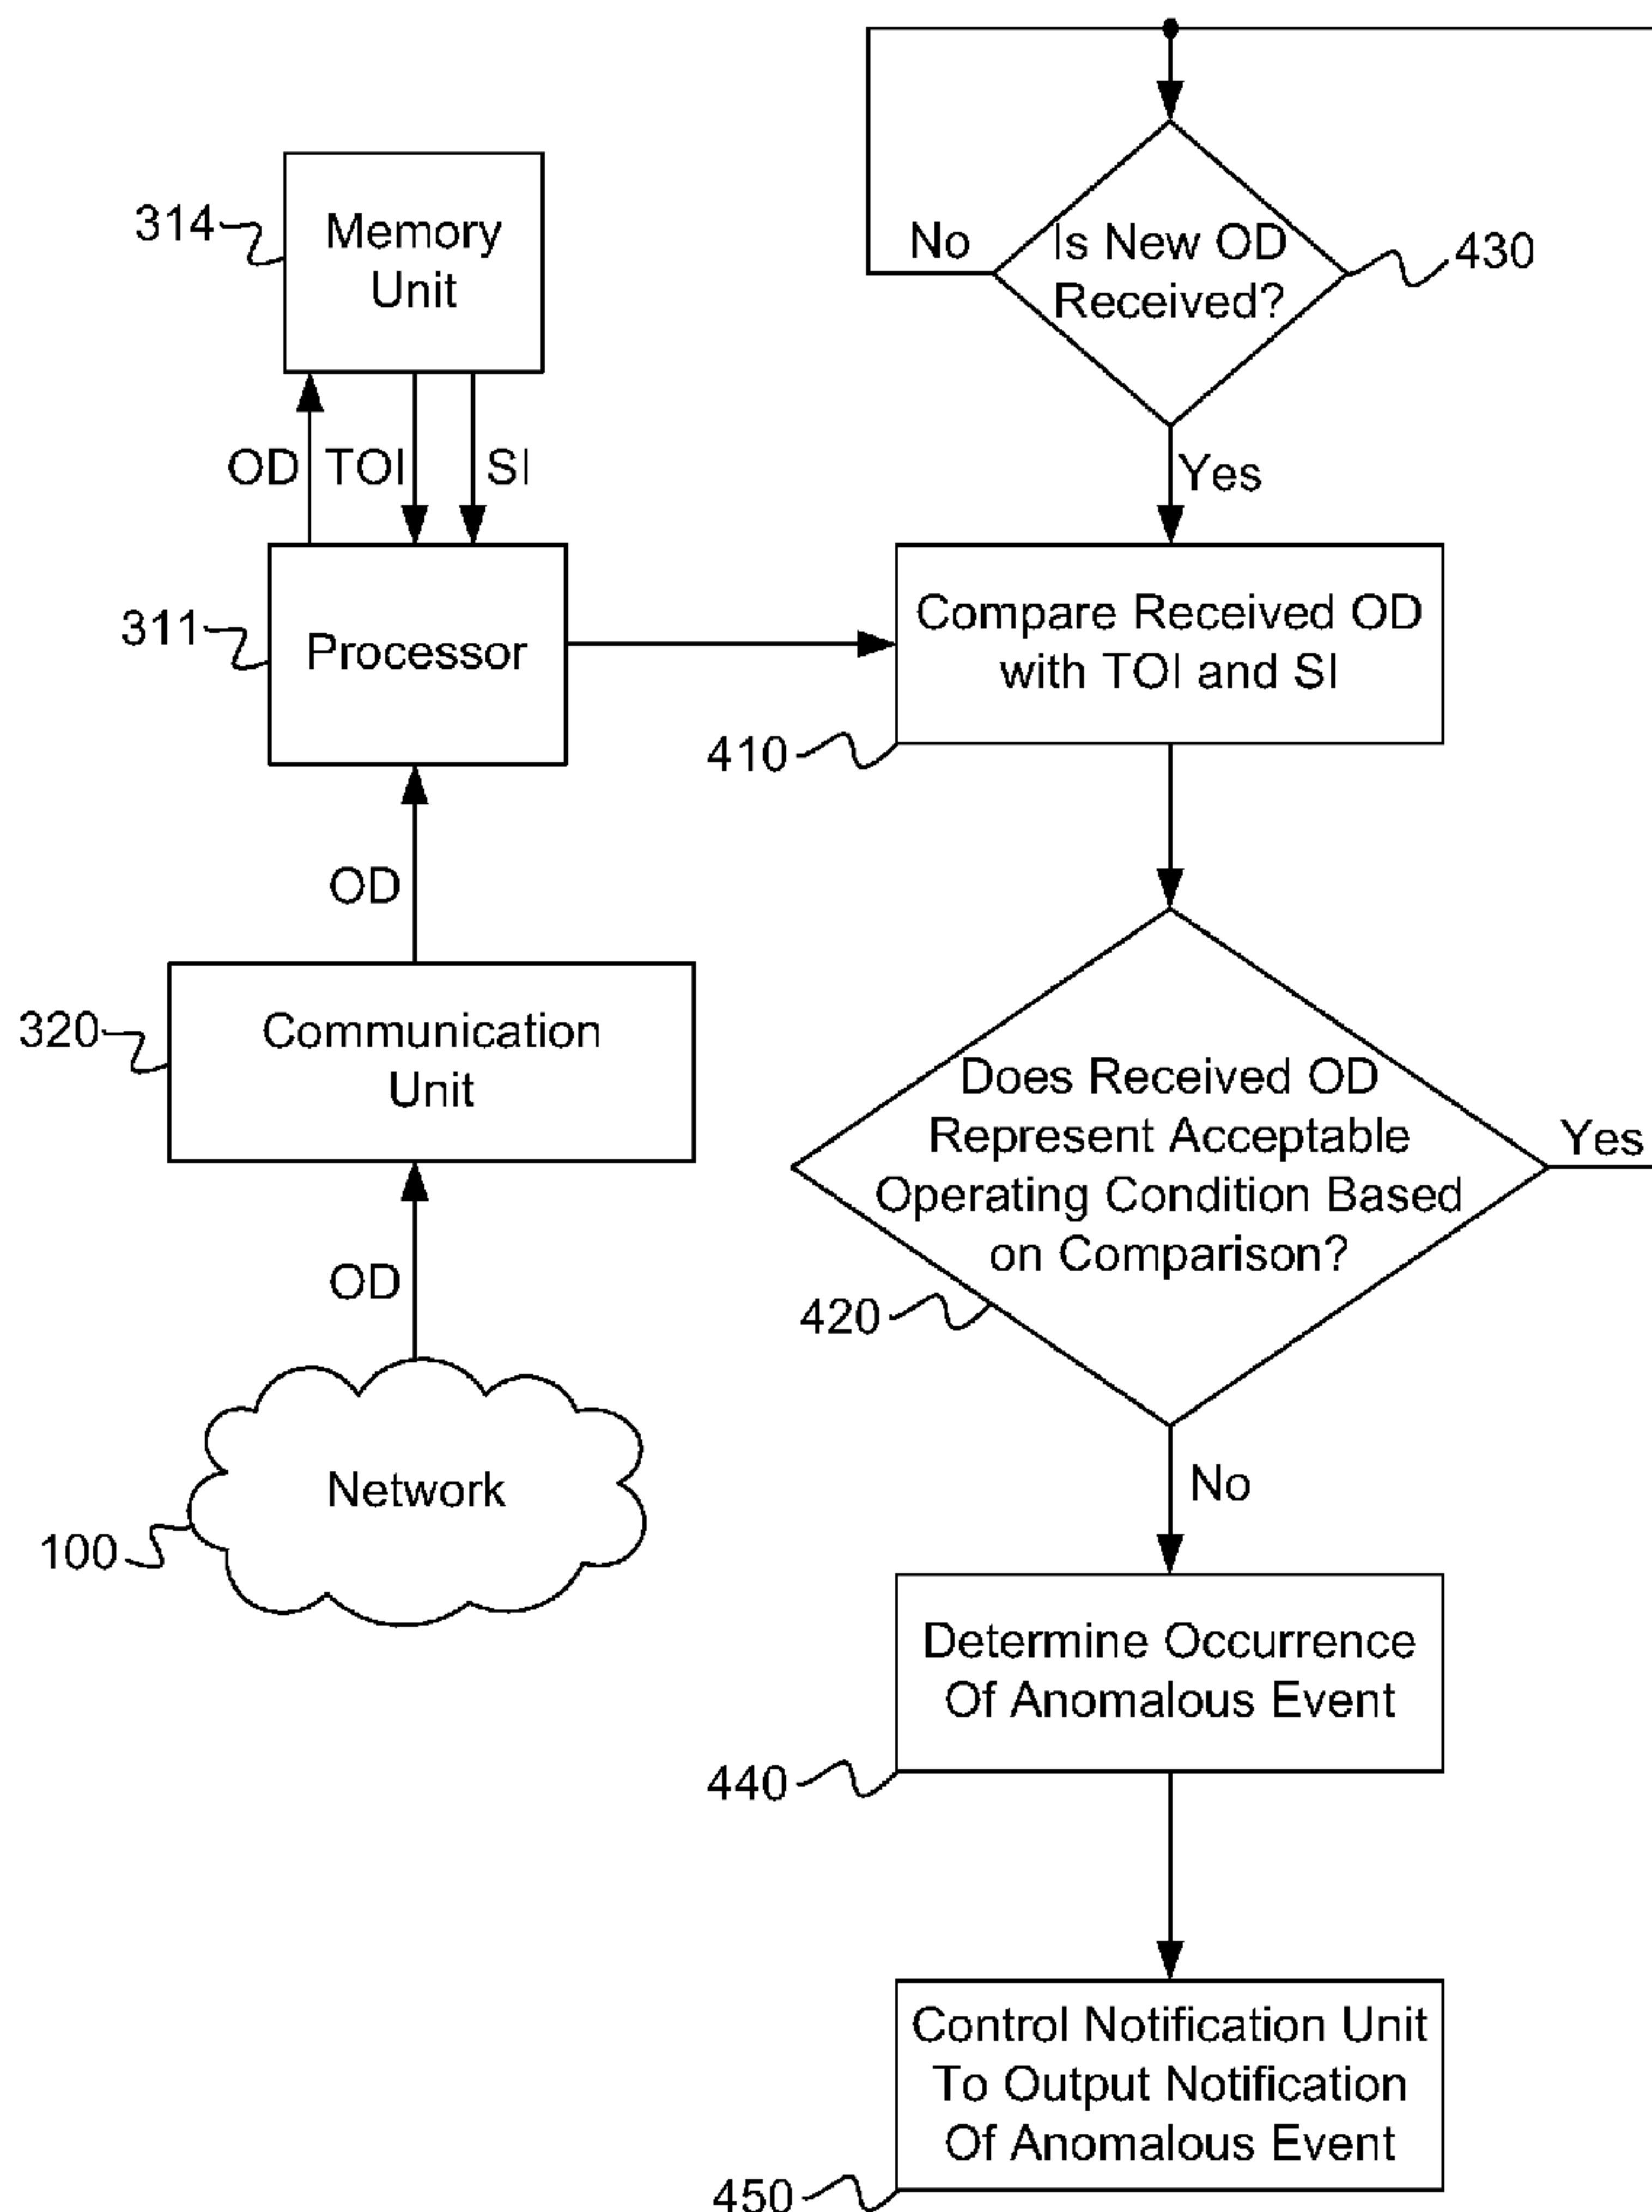 314
Memory
Unit
OD
TOI
SI
311
Processor
OD
320
Communication
Unit
OD
Network
100
No
Is New OD
Received?
430
Yes
Compare Received OD
with TOI and SI
410
Does Received OD
Represent Acceptable
Operating Condition Based
on Comparison?
Yes
420
No
Determine Occurrence
Of Anomalous Event
440
Control Notification Unit
To Output Notification
Of Anomalous Event
450